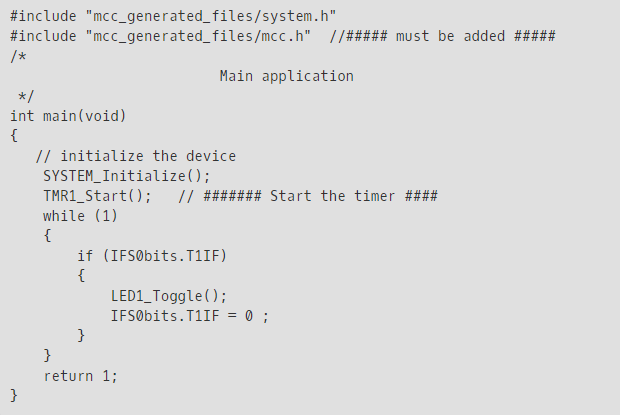 #include "mcc_generated_files/system.h"
#include "mcc_generated_files/mcc.h"  //##### must be added #####
/*
                         Main application
 */
int main(void)
{
   // initialize the device
    SYSTEM_Initialize();
    TMR1_Start();   // ####### Start the timer ####
    while (1)
    {
        if (IFS0bits.T1IF)
        {
            LED1_Toggle();
            IFS0bits.T1IF = 0 ;
        }
    }
    return 1;
}